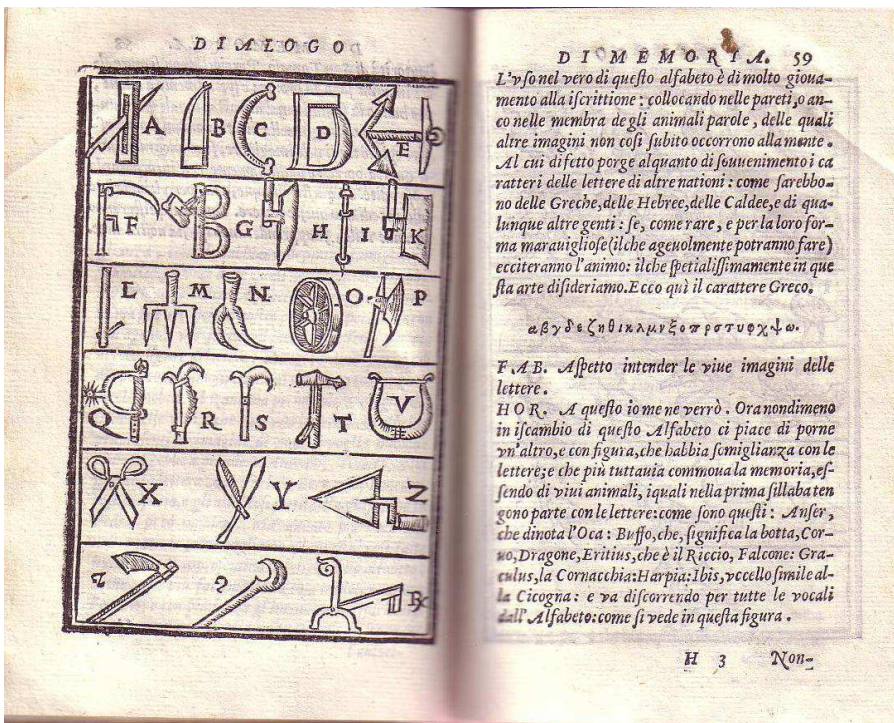 DIALOGO
A B C D E
F G H I K
L M N O P
Q R S T V
X Y Z
DI MEMORIA. 59
L'vſo nel vero di queſto alfabeto è di molto gioua-
mento alla iſcrittione: collocando nelle pareti, o an-
co nelle membra de gli animali parole, delle quali
altre imagini non coſi ſubito occorrono alla mente.
Al cui difetto porge alquanto di ſouuenimento i ca
ratteri delle lettere di altre nationi: come ſarebbo-
no delle Greche, delle Hebree, delle Caldee, e di qua-
lunque altre genti: ſe, come rare, e per la loro for-
ma marauiglioſe (il che ageuolmente potranno fare)
ecciteranno l'animo: il che ſpetialiſſimamente in que
ſta arte diſideriamo. Ecco quì il carattere Greco.
αβγδεζηθικλμνξοπρστυφχψω.
FAB. Aſpetto intender le viue imagini delle
lettere.
HOR. A queſto io me ne verrò. Ora nondimeno
in iſcambio di queſto Alfabeto ci piace di porne
vn'altro, e con figura, che habbia ſomiglianza con le
lettere; e che più tuttauia commoua la memoria, eſ-
ſendo di viui animali, i quali nella prima ſillaba ten
gono parte con le lettere: come ſono queſti: Anſer,
che dinota l'Oca: Buffo, che ſignifica la botta, Cor-
uo, Dragone, Eritius, che è il Riccio, Falcone: Gra-
culus, la Cornacchia: Harpia: Ibis, vccello ſimile al-
la Cicogna: e va diſcorrendo per tutte le vocali
dall'Alfabeto: come ſi vede in queſta figura.
H 3 Non-